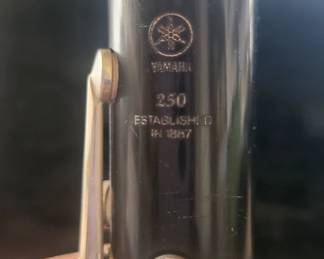 YAMAHA
250
ESTABLISHED
IN 1887